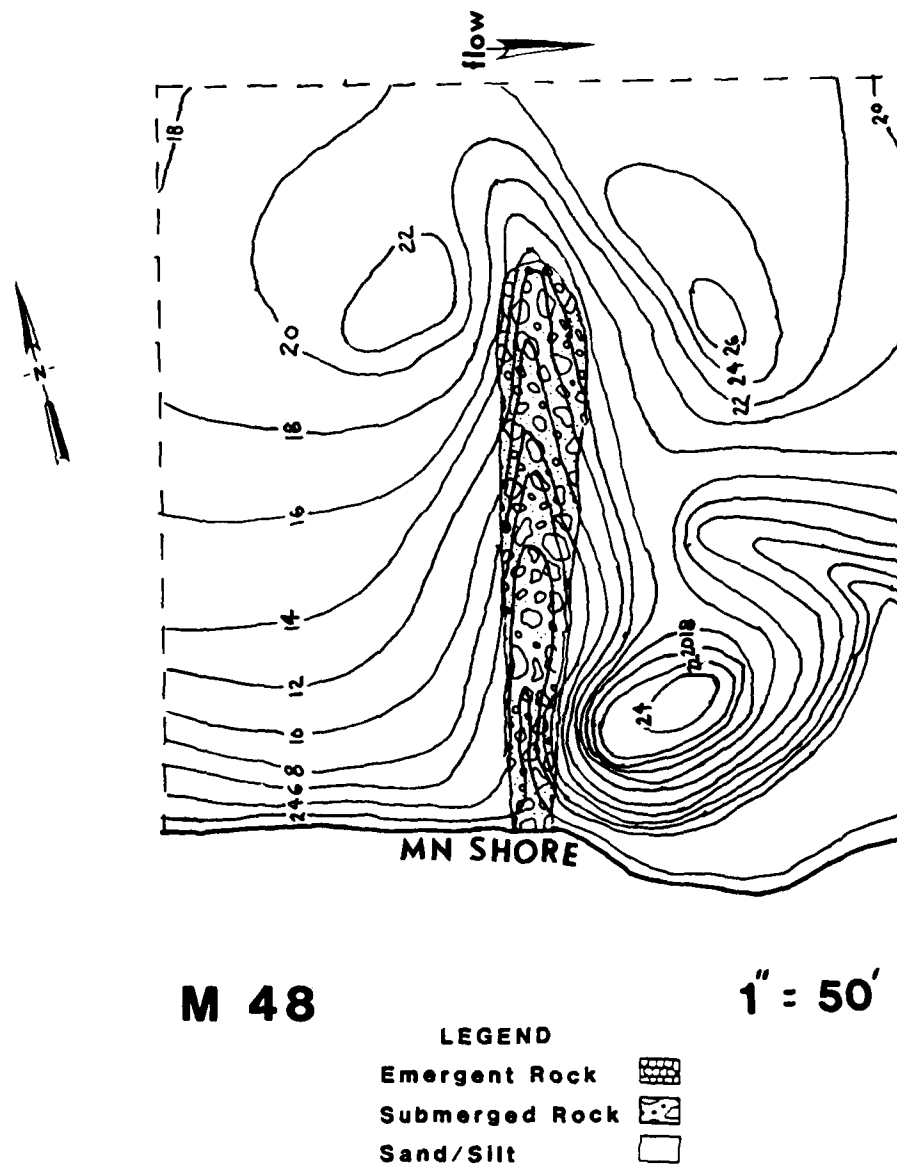 flow
18
20
22
20
26
24
22
18
16
14
12
10
8
6
4
2
18
20
22
24
N
MN SHORE
M 48
1" = 50'
LEGEND
Emergent Rock
Submerged Rock
Sand/Silt